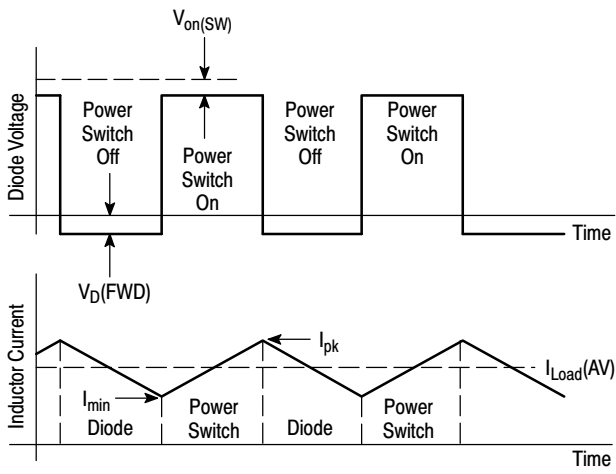 Von(SW)
Diode Voltage
Power
Switch
Off
Power
Switch
On
Power
Switch
Off
Power
Switch
On
Time
VD(FWD)
Inductor Current
Ipk
ILoad(AV)
Imin
Diode
Power
Switch
Diode
Power
Switch
Time